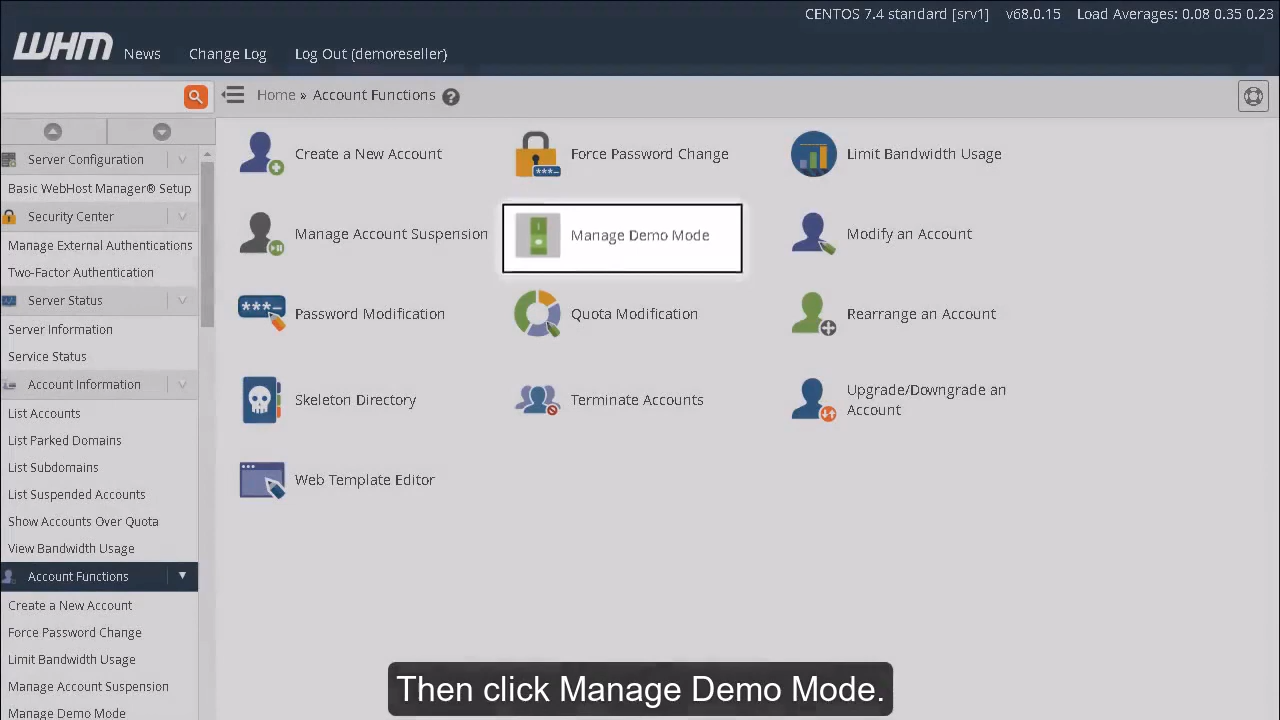 CENTOS 7.4 standard [srv1] v68.0.15 Load Averages: 0.08 0.35 0.23
WHM News Change Log Log Out (demoreseller)
Home » Account Functions ?
Server Configuration
Basic WebHost Manager® Setup
Security Center
Manage External Authentications
Two-Factor Authentication
Server Status
Server Information
Service Status
Account Information
List Accounts
List Parked Domains
List Subdomains
List Suspended Accounts
Show Accounts Over Quota
View Bandwidth Usage
Account Functions
Create a New Account
Force Password Change
Limit Bandwidth Usage
Manage Account Suspension
Manage Demo Mode
Create a New Account
***-
Force Password Change
Limit Bandwidth Usage
Manage Account Suspension
Manage Demo Mode
Modify an Account
***-
Password Modification
Quota Modification
Rearrange an Account
Skeleton Directory
Terminate Accounts
Upgrade/Downgrade an
Account
Web Template Editor
Then click Manage Demo Mode.